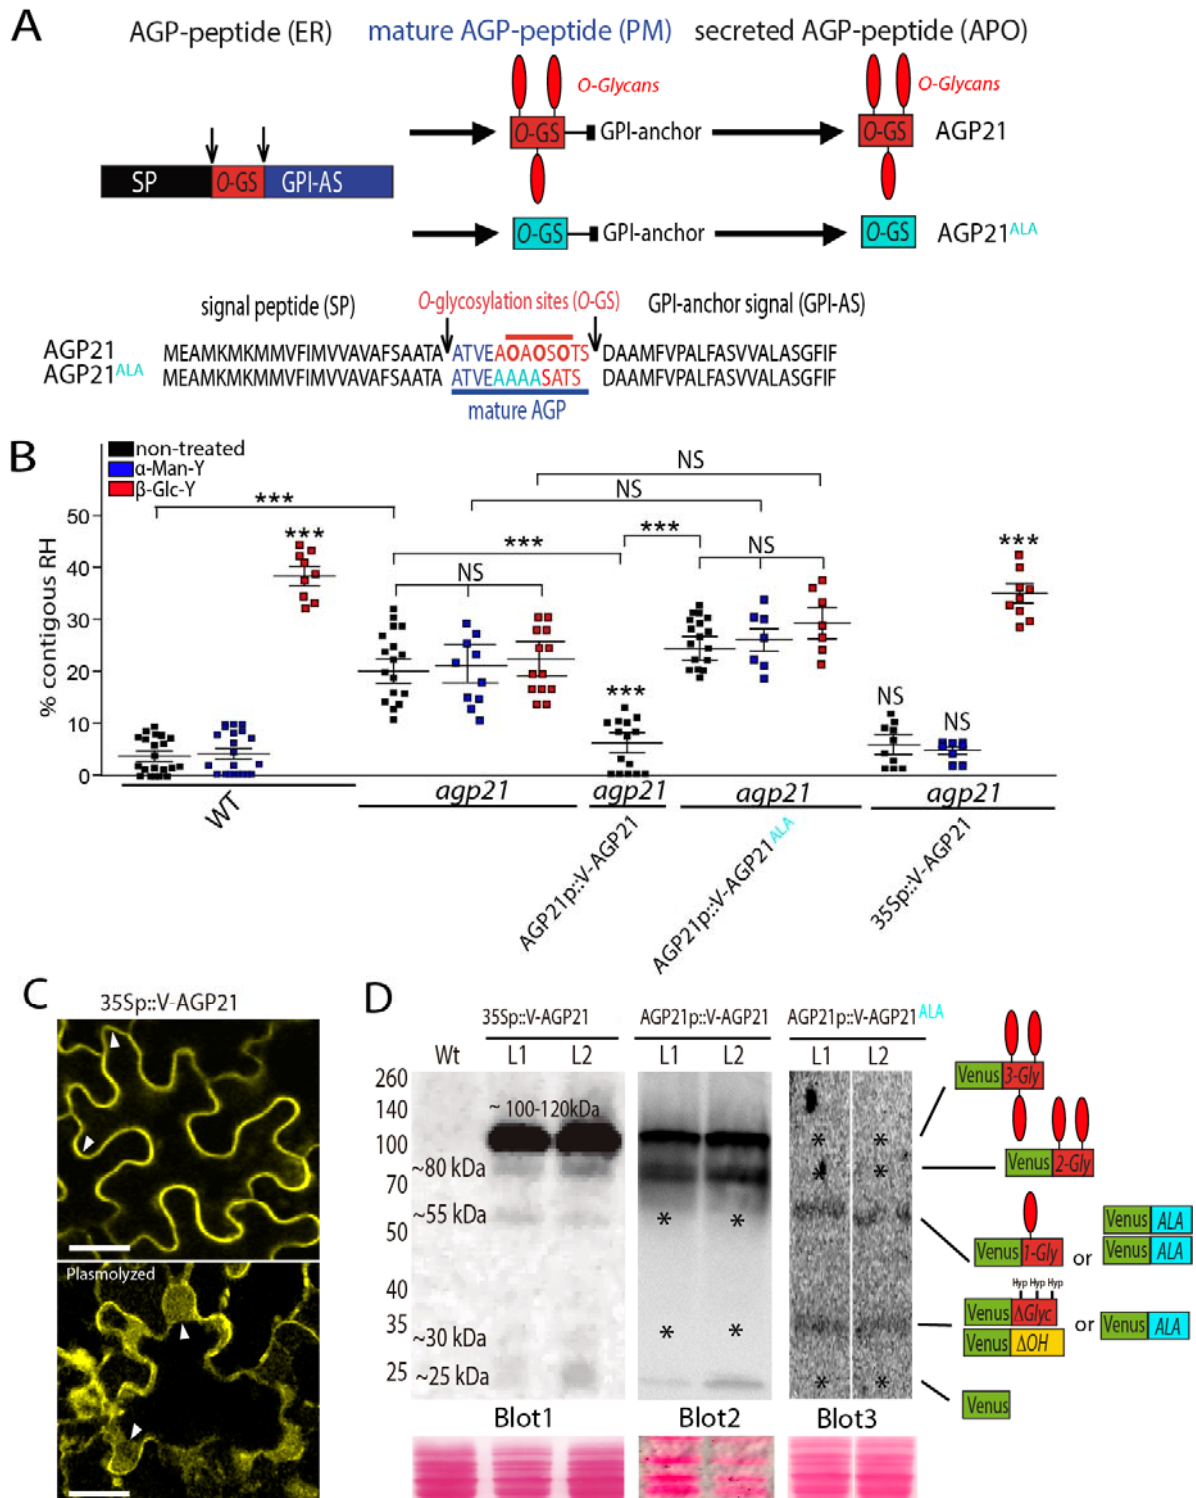 A
AGP-peptide (ER) mature AGP-peptide (PM) secreted AGP-peptide (APO)
O-Glycans O-Glycans
O-GS GPI-anchor O-GS AGP21
SP O-GS GPI-AS
O-GS GPI-anchor O-GS AGP21ALA
signal peptide (SP) O-glycosylation sites (O-GS) GPI-anchor signal (GPI-AS)
AGP21 MEAMKMKMMVFIMVVAVAFSAATA ATVEAOAOSOTS DAAMFVPALFASVVALASGFIF
AGP21ALA MEAMKMKMMVFIMVVAVAFSAATA ATVEAAAASATS DAAMFVPALFASVVALASGFIF
mature AGP
B
non-treated
α-Man-Y
β-Glc-Y
% contigous RH
50
40
30
20
10
0
*** *** *** NS *** *** NS NS NS NS NS ***
WT agp21 agp21 agp21 agp21
AGP21p::V-AGP21
AGP21p::V-AGP21ALA
35Sp::V-AGP21
C
35Sp::V-AGP21
Plasmolyzed
D
35Sp::V-AGP21 AGP21p::V-AGP21 AGP21p::V-AGP21ALA
Wt L1 L2 L1 L2 L1 L2
260
140
~ 100-120kDa
100
~80 kDa
70
~55 kDa
50
40
35
~30 kDa
25
~25 kDa
* * * *
* * * *
* *
Blot1 Blot2 Blot3
Venus 3-Gly
Venus 2-Gly
Venus 1-Gly or Venus ALA
Venus ALA
Hyp Hyp Hyp
Venus ΔGlyc or Venus ALA
Venus ΔOH
Venus